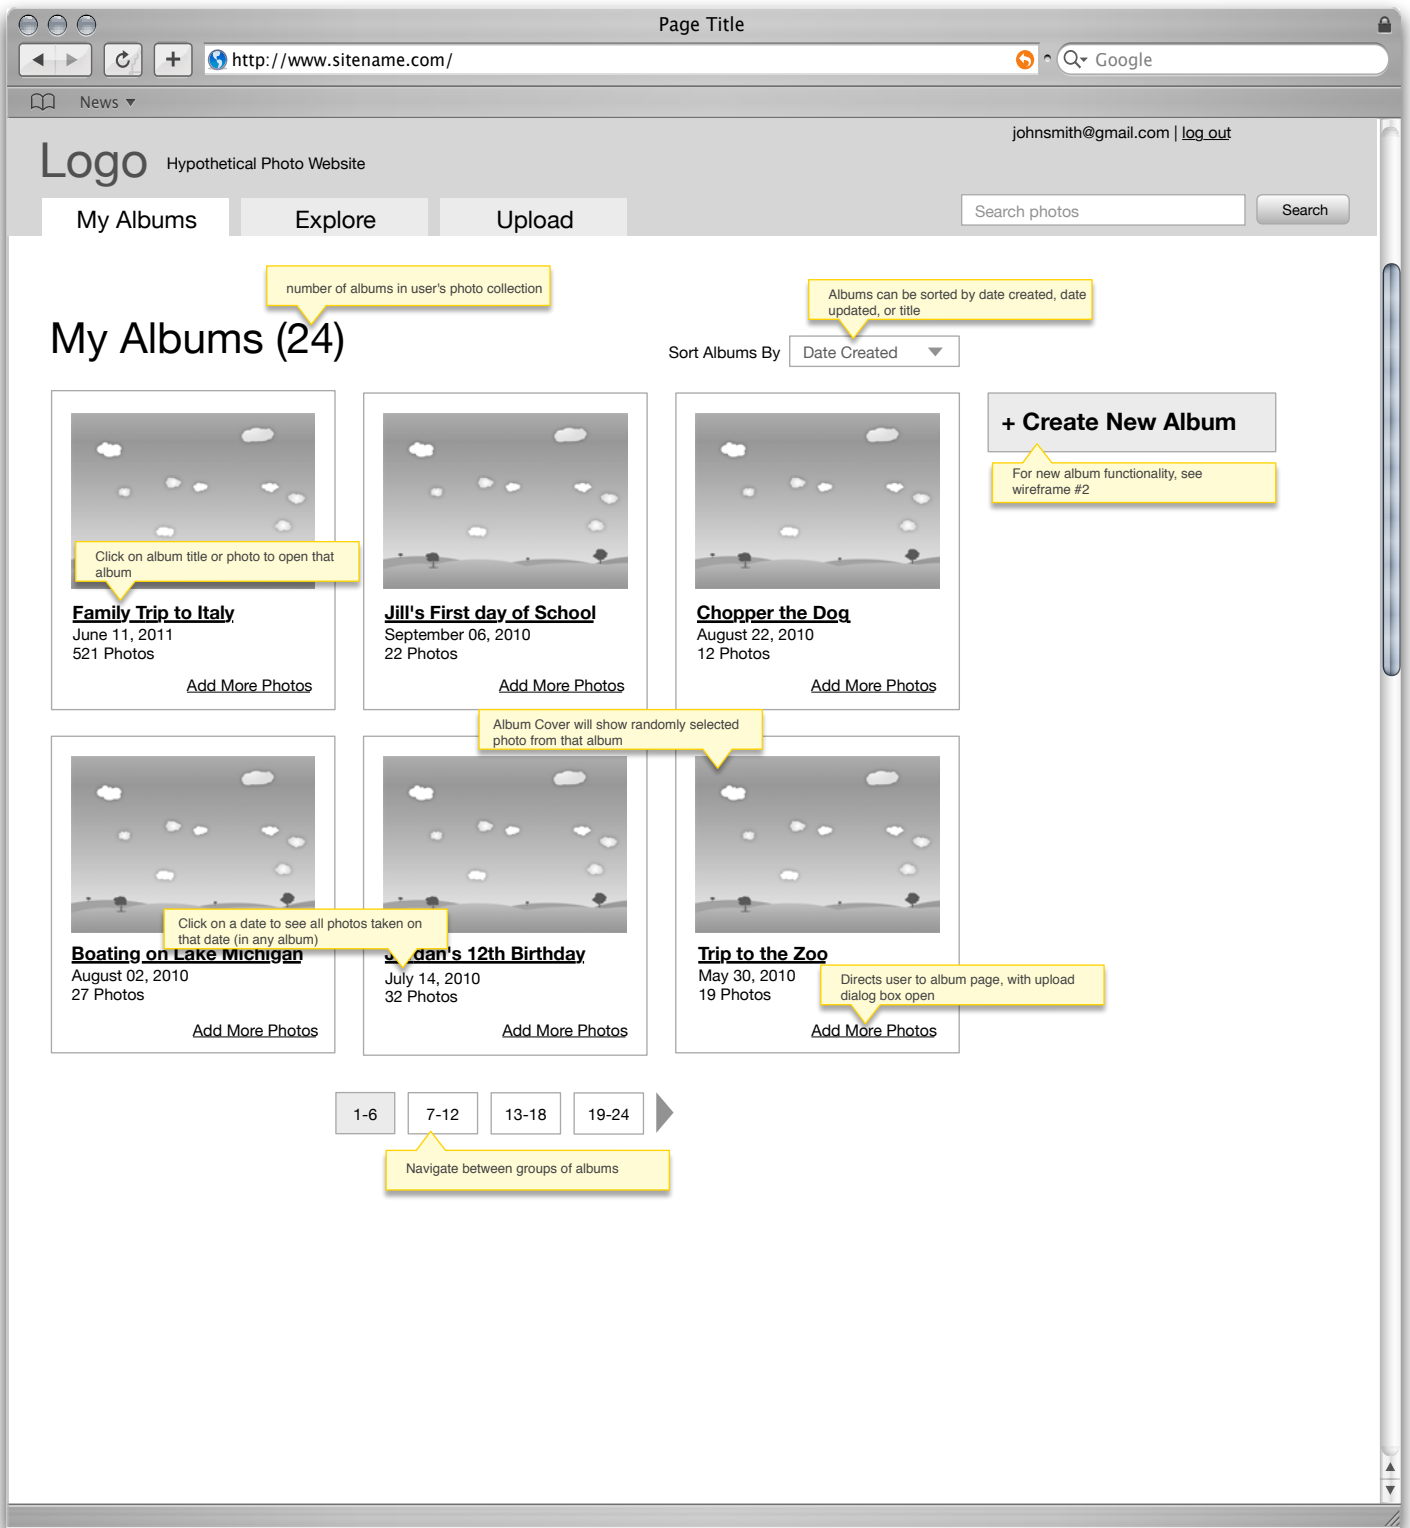 Page Title
http://www.sitename.com/
Google
News
johnsmith@gmail.com | log out
Logo
Hypothetical Photo Website
My Albums
Explore
Upload
Search photos
Search
number of albums in user's photo collection
Albums can be sorted by date created, date
updated, or title
My Albums (24)
Sort Albums By
Date Created
+ Create New Album
For new album functionality, see
wireframe #2
Click on album title or photo to open that
album
Family Trip to Italy
June 11, 2011
521 Photos
Add More Photos
Jill's First day of School
September 06, 2010
22 Photos
Add More Photos
Chopper the Dog
August 22, 2010
12 Photos
Add More Photos
Album Cover will show randomly selected
photo from that album
Click on a date to see all photos taken on
that date (in any album)
Boating on Lake Michigan
August 02, 2010
27 Photos
Add More Photos
12th Birthday
July 14, 2010
32 Photos
Add More Photos
Trip to the Zoo
May 30, 2010
19 Photos
Directs user to album page, with upload
dialog box open
Add More Photos
1-6
7-12
13-18
19-24
Navigate between groups of albums